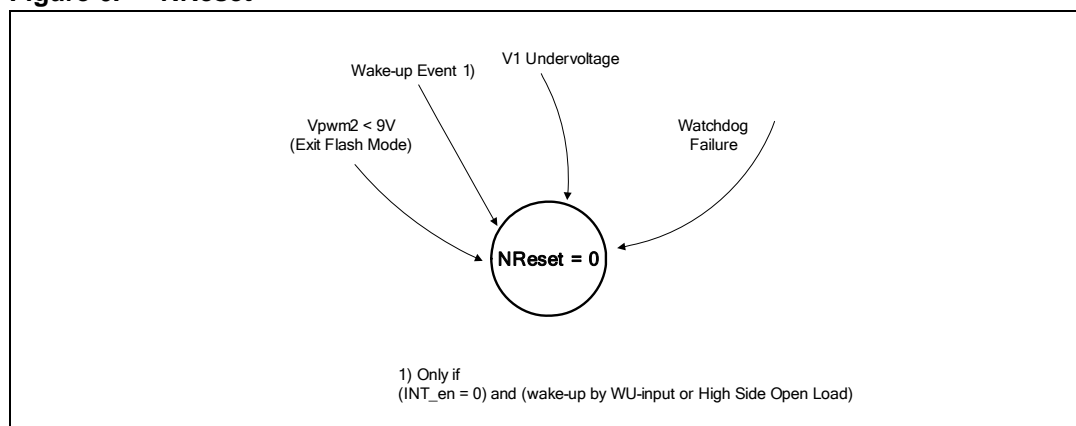 V1 Undervoltage
Wake-up Event 1)
Vpwm2 < 9V
(Exit Flash Mode)
Watchdog
Failure
NReset = 0
1) Only if
(INT_en = 0) and (wake-up by WU-input or High Side Open Load)